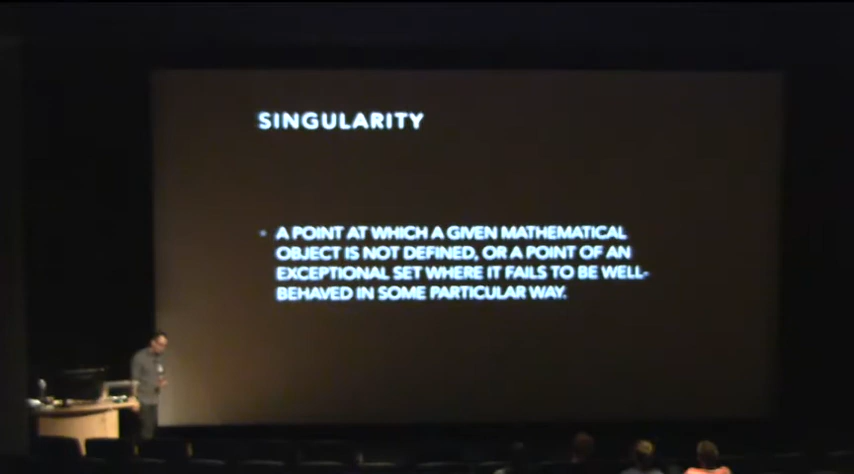 SINGULARITY
• A POINT AT WHICH A GIVEN MATHEMATICAL
OBJECT IS NOT DEFINED, OR A POINT OF AN
EXCEPTIONAL SET WHERE IT FAILS TO BE WELL-
BEHAVED IN SOME PARTICULAR WAY.